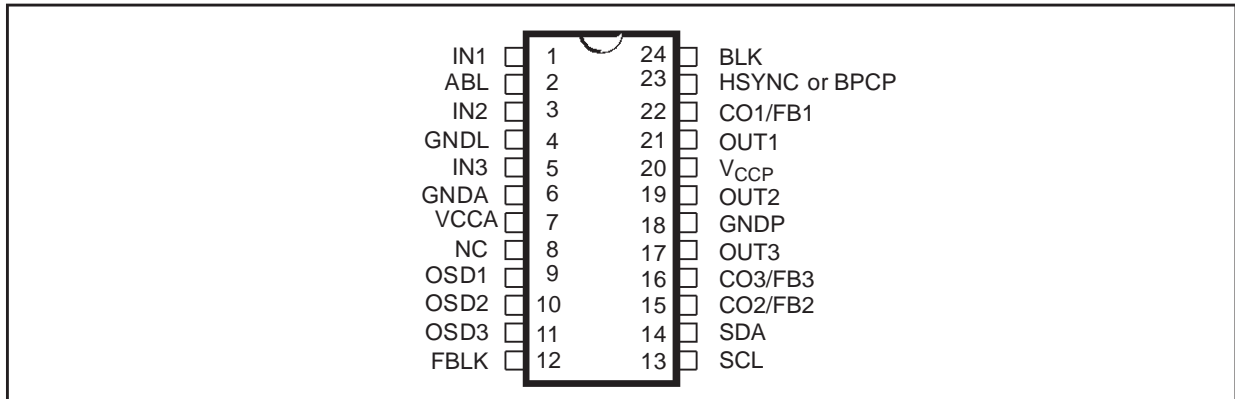 IN1 1 24 BLK
ABL 2 23 HSYNC or BPCP
IN2 3 22 CO1/FB1
GNDL 4 21 OUT1
IN3 5 20 VCCP
GNDA 6 19 OUT2
VCCA 7 18 GNDP
NC 8 17 OUT3
OSD1 9 16 CO3/FB3
OSD2 10 15 CO2/FB2
OSD3 11 14 SDA
FBLK 12 13 SCL